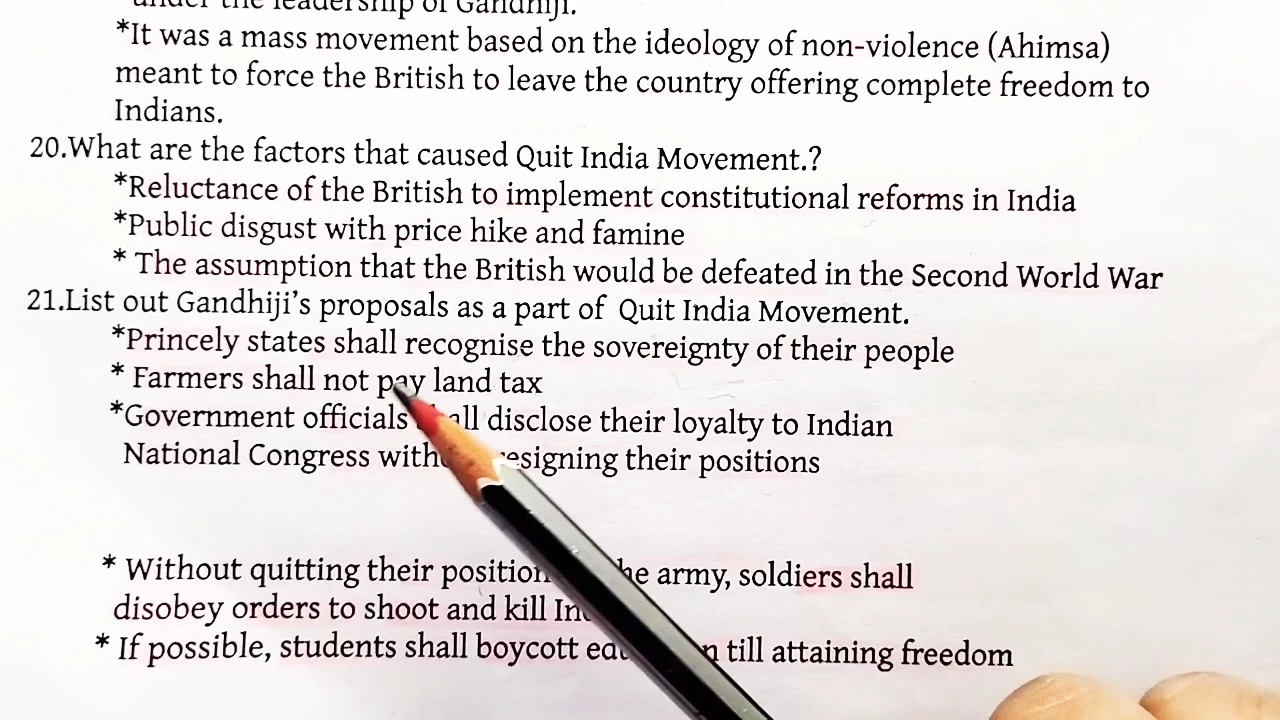 under the leadership of Gandhiji.
*It was a mass movement based on the ideology of non-violence (Ahimsa)
meant to force the British to leave the country offering complete freedom to
Indians.
20.What are the factors that caused Quit India Movement.?
*Reluctance of the British to implement constitutional reforms in India
*Public disgust with price hike and famine
* The assumption that the British would be defeated in the Second World War
21.List out Gandhiji's proposals as a part of Quit India Movement.
*Princely states shall recognise the sovereignty of their people
* Farmers shall not pay land tax
*Government officials shall disclose their loyalty to Indian
National Congress resigning their positions
* Without quitting their army, soldiers shall
disobey orders to shoot and kill
* If possible, students shall boycott till attaining freedom